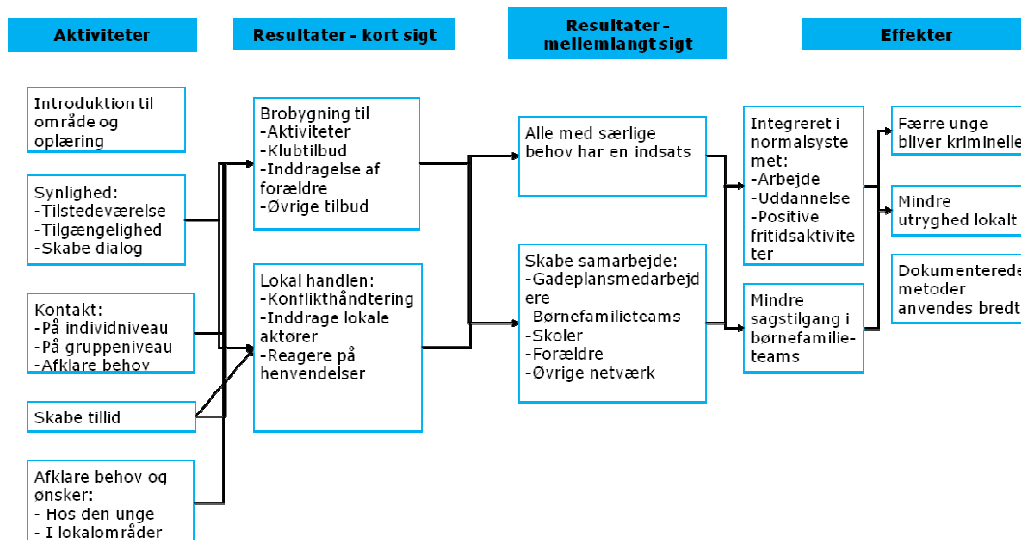 Aktiviteter
Resultater - kort sigt
Resultater -
mellemlangt sigt
Effekter
Introduktion til
område og
oplæring
Synlighed:
-Tilstedeværelse
-Tilgængelighed
-Skabe dialog
Kontakt:
-På individniveau
-På gruppeniveau
-Afklare behov
Skabe tillid
Afklare behov og
ønsker:
- Hos den unge
- I lokalområder
Brobygning til
-Aktiviteter
-Klubtilbud
-Inddragelse af
forældre
-Øvrige tilbud
Lokal handlen:
-Konflikthåndtering
-Inddrage lokale
aktører
-Reagere på
henvendelser
Alle med særlige
behov har en indsats
Skabe samarbejde:
-Gadeplansmedarbejd
ere
-Børnefamilieteams
-Skoler
-Forældre
-Øvrige netværk
Integreret i
normalsyste
met:
-Arbejde
-Uddannelse
-Positive
fritidsaktivite
ter
Mindre
sagstilgang i
børnefamilie-
teams
Færre unge
bliver kriminelle
Mindre
utryghed lokalt
Dokumenterede
metoder
anvendes bredt